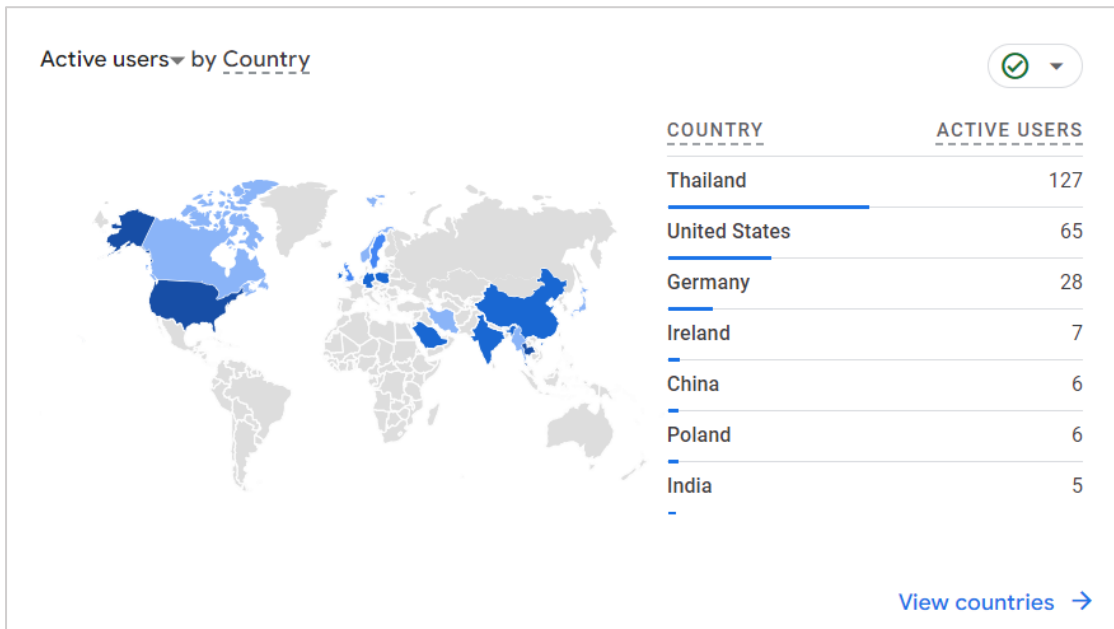 Active users by Country
COUNTRY ACTIVE USERS
Thailand 127
United States 65
Germany 28
Ireland 7
China 6
Poland 6
India 5
View countries